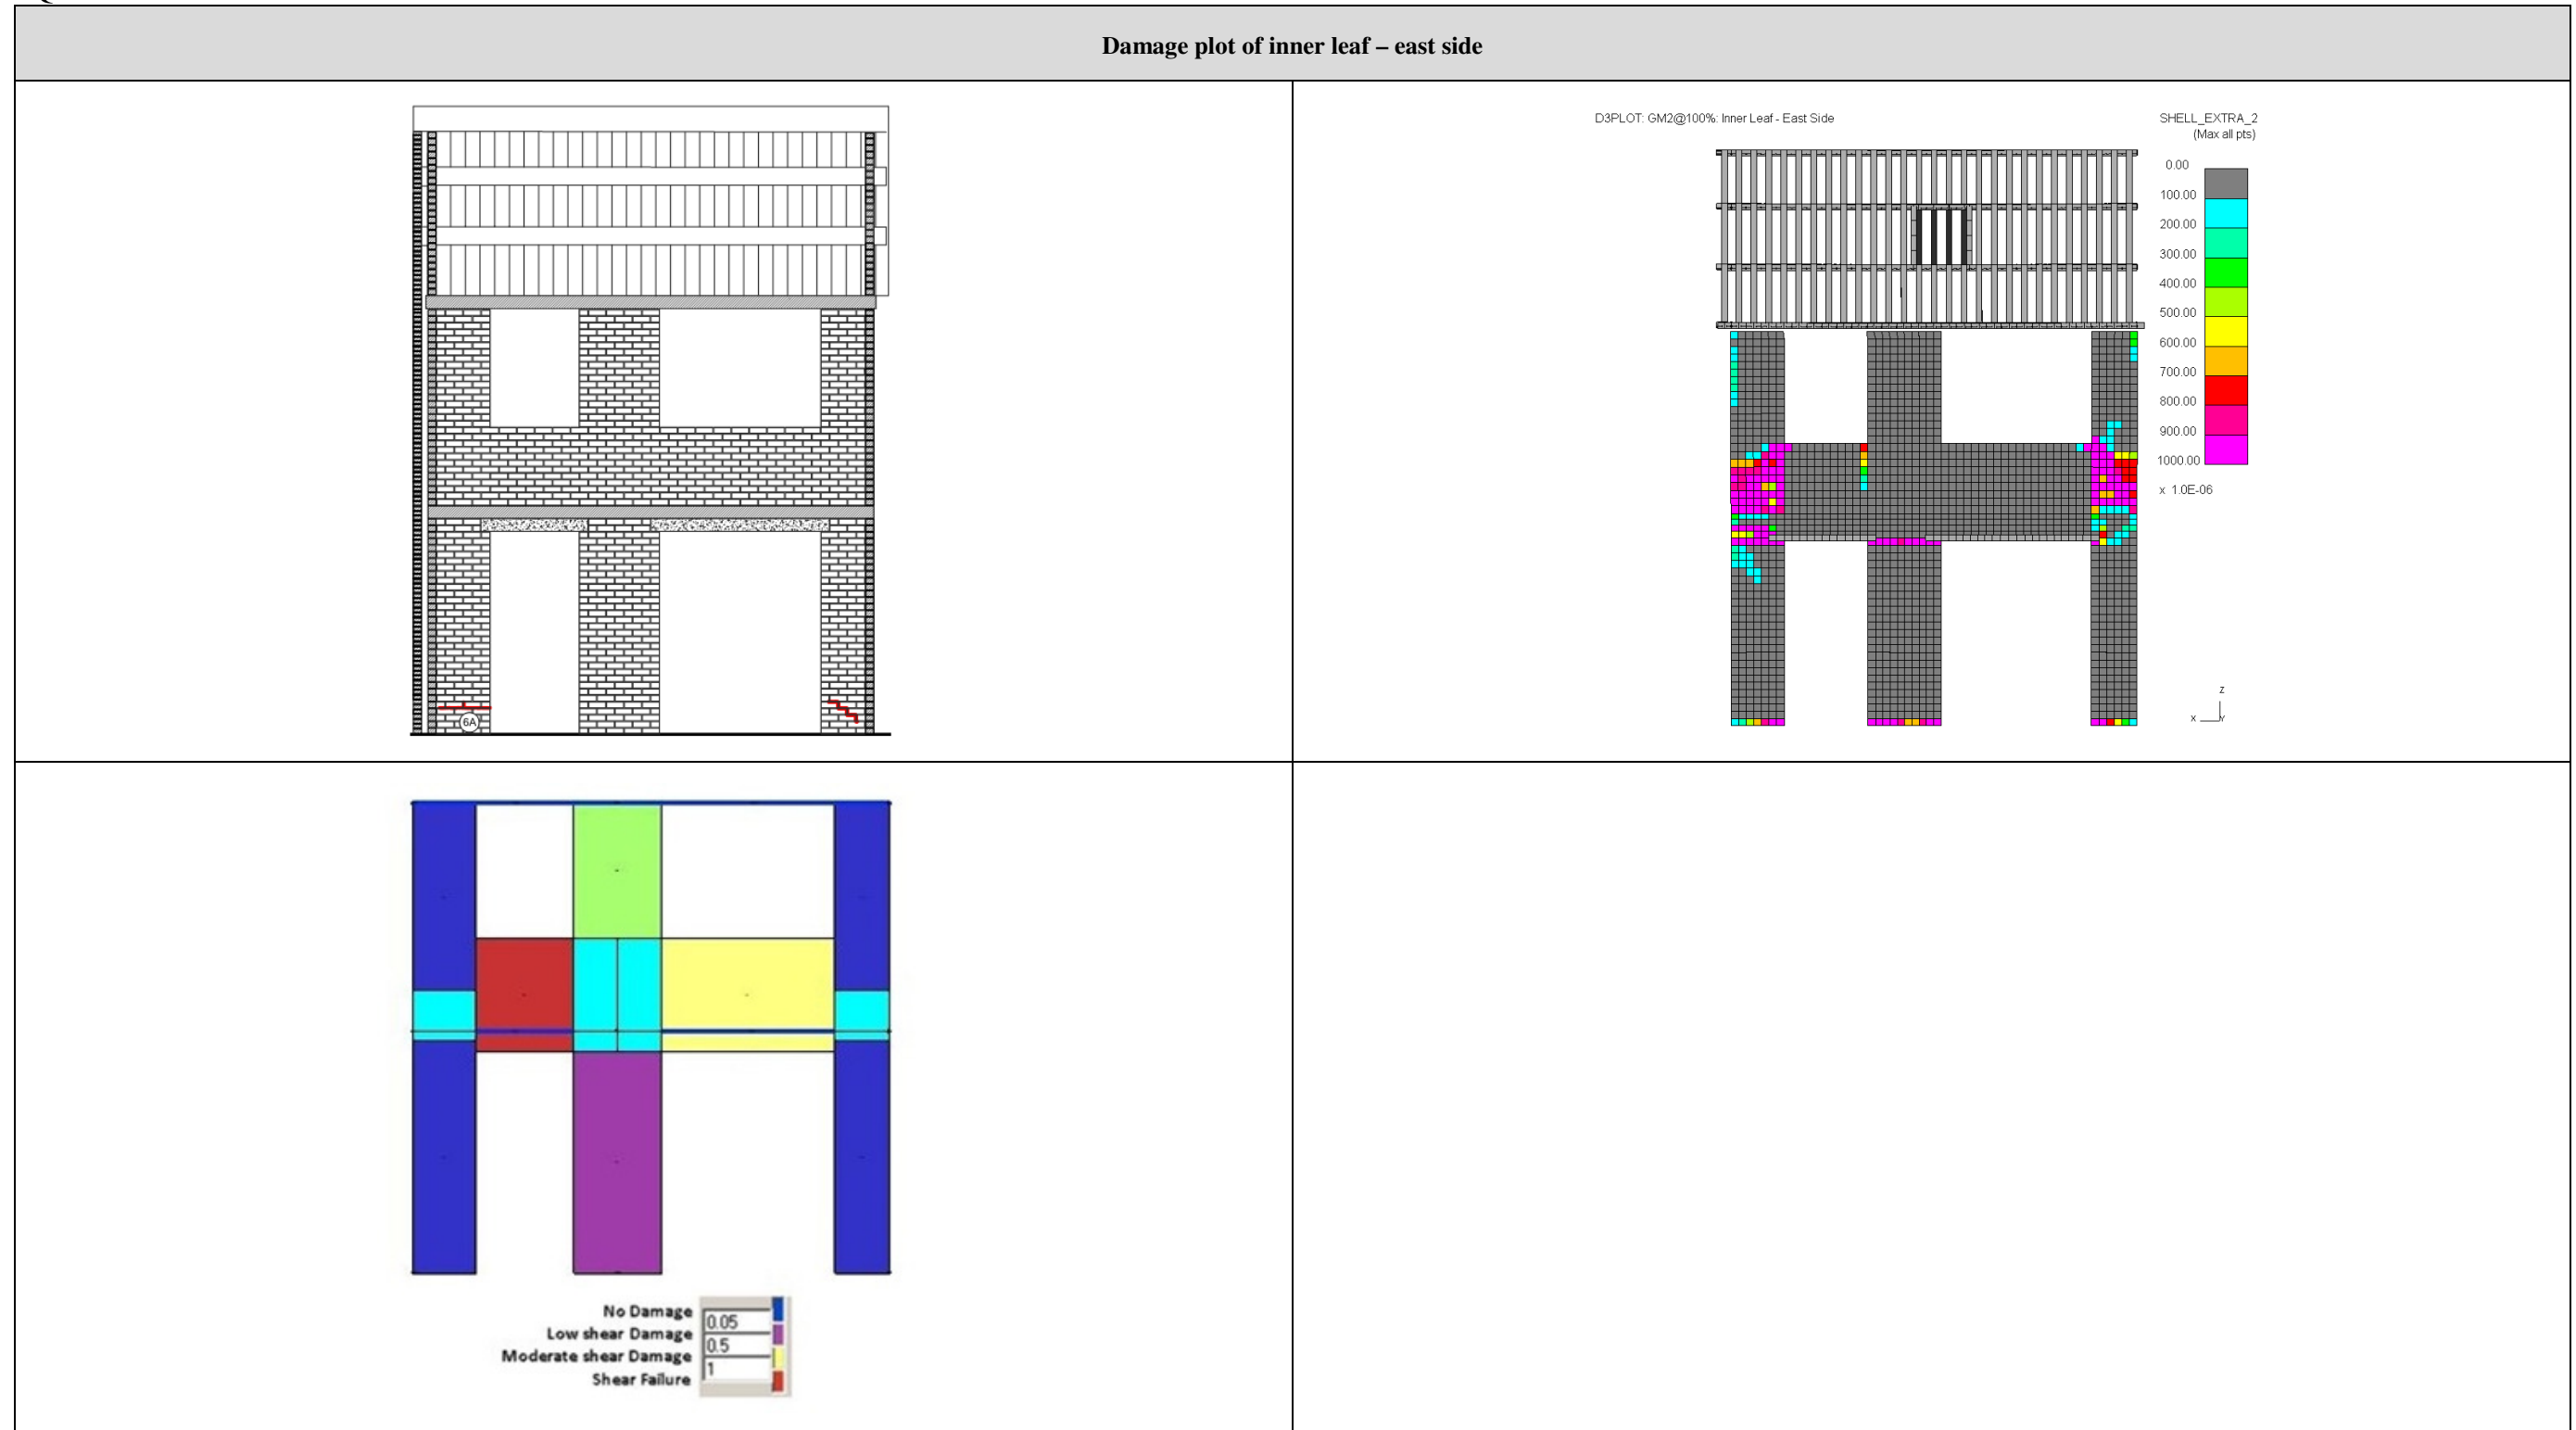 Damage plot of inner leaf – east side
6A
D3PLOT: GM2@100%: Inner Leaf - East Side
SHELL_EXTRA_2
(Max all pts)
0.00
100.00
200.00
300.00
400.00
500.00
600.00
700.00
800.00
900.00
1000.00
x 1.0E-06
Z
X
No Damage
0.05
Low shear Damage
0.5
Moderate shear Damage
1
Shear Failure